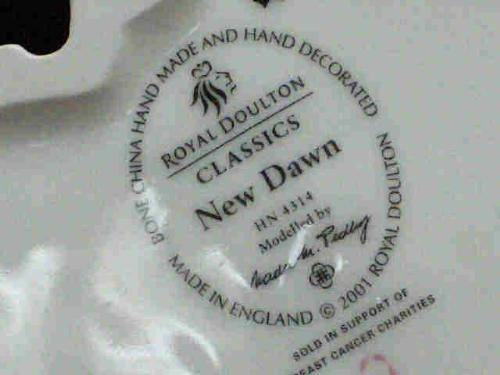 BONE CHINA HAND MADE AND HAND DECORATED
ROYAL DOULTON
CLASSICS
New Dawn
HN 4314
Modelled by
MADE IN ENGLAND © 2001 ROYAL DOULTON
SOLD IN SUPPORT OF
CANCER CHARITIES